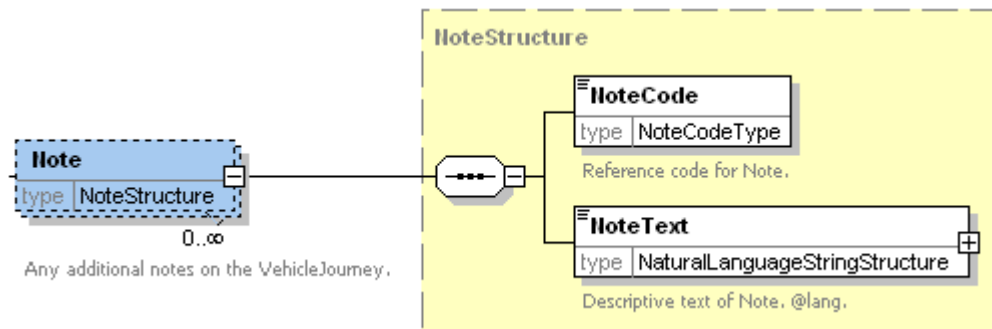 NoteStructure
NoteCode
type NoteCodeType
Reference code for Note.
Note
type NoteStructure
0..∞
Any additional notes on the VehicleJourney.
NoteText
type NaturalLanguageStringStructure
Descriptive text of Note. @lang.